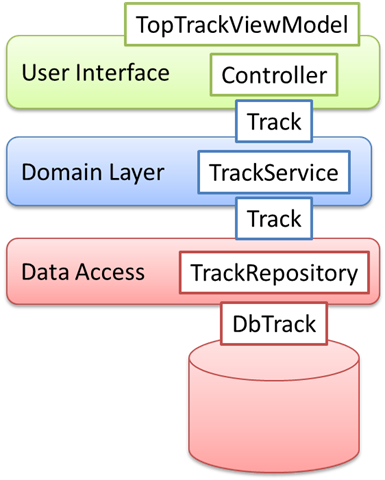 TopTrackViewModel
User Interface
Controller
Track
Domain Layer
TrackService
Track
Data Access
TrackRepository
DbTrack